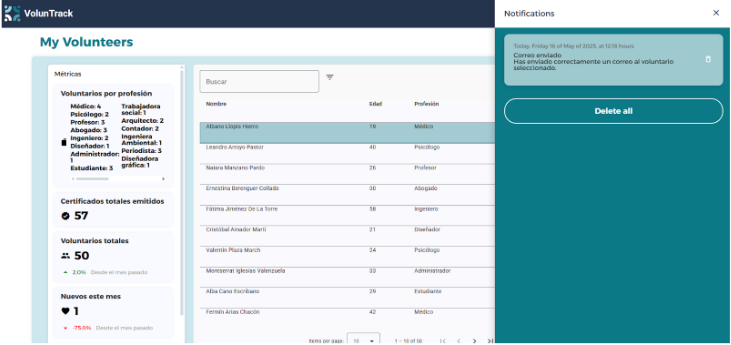 VolunTrack
My Volunteers
Métricas
Voluntarios por profesión
Médico: 4
Psicólogo: 2
Profesor: 3
Abogado: 3
Ingeniero: 2
Diseñador: 1
Administrador:
1
Estudiante: 3
Trabajadora
social: 1
Arquitecto: 2
Contador: 2
Ingeniera
Ambiental: 1
Periodista: 3
Diseñadora
gráfica: 1
Certificados totales emitidos
57
Voluntarios totales
50
2.0% Desde el mes pasado
Nuevos este mes
1
-75.0% Desde el mes pasado
Buscar
Nombre Edad Profesión
Albano Llopis Hierro 19 Médico
Leandro Arroyo Pastor 40 Psicólogo
Naiara Manzano Pardo 26 Profesor
Ernestina Berenguer Collado 30 Abogado
Fátima Jiménez De La Torre 58 Ingeniero
Cristóbal Amador Martí 21 Diseñador
Valentín Plaza March 24 Psicólogo
Montserrat Iglesias Valenzuela 33 Administrador
Alba Cano Escribano 29 Estudiante
Fermín Arias Chacón 42 Médico
Items per page: 10 1 – 10 of 50
Notifications
Today, Friday 16 of May of 2025, at 12:18 hours
Correo enviado
Has enviado correctamente un correo al voluntario
seleccionado.
Delete all